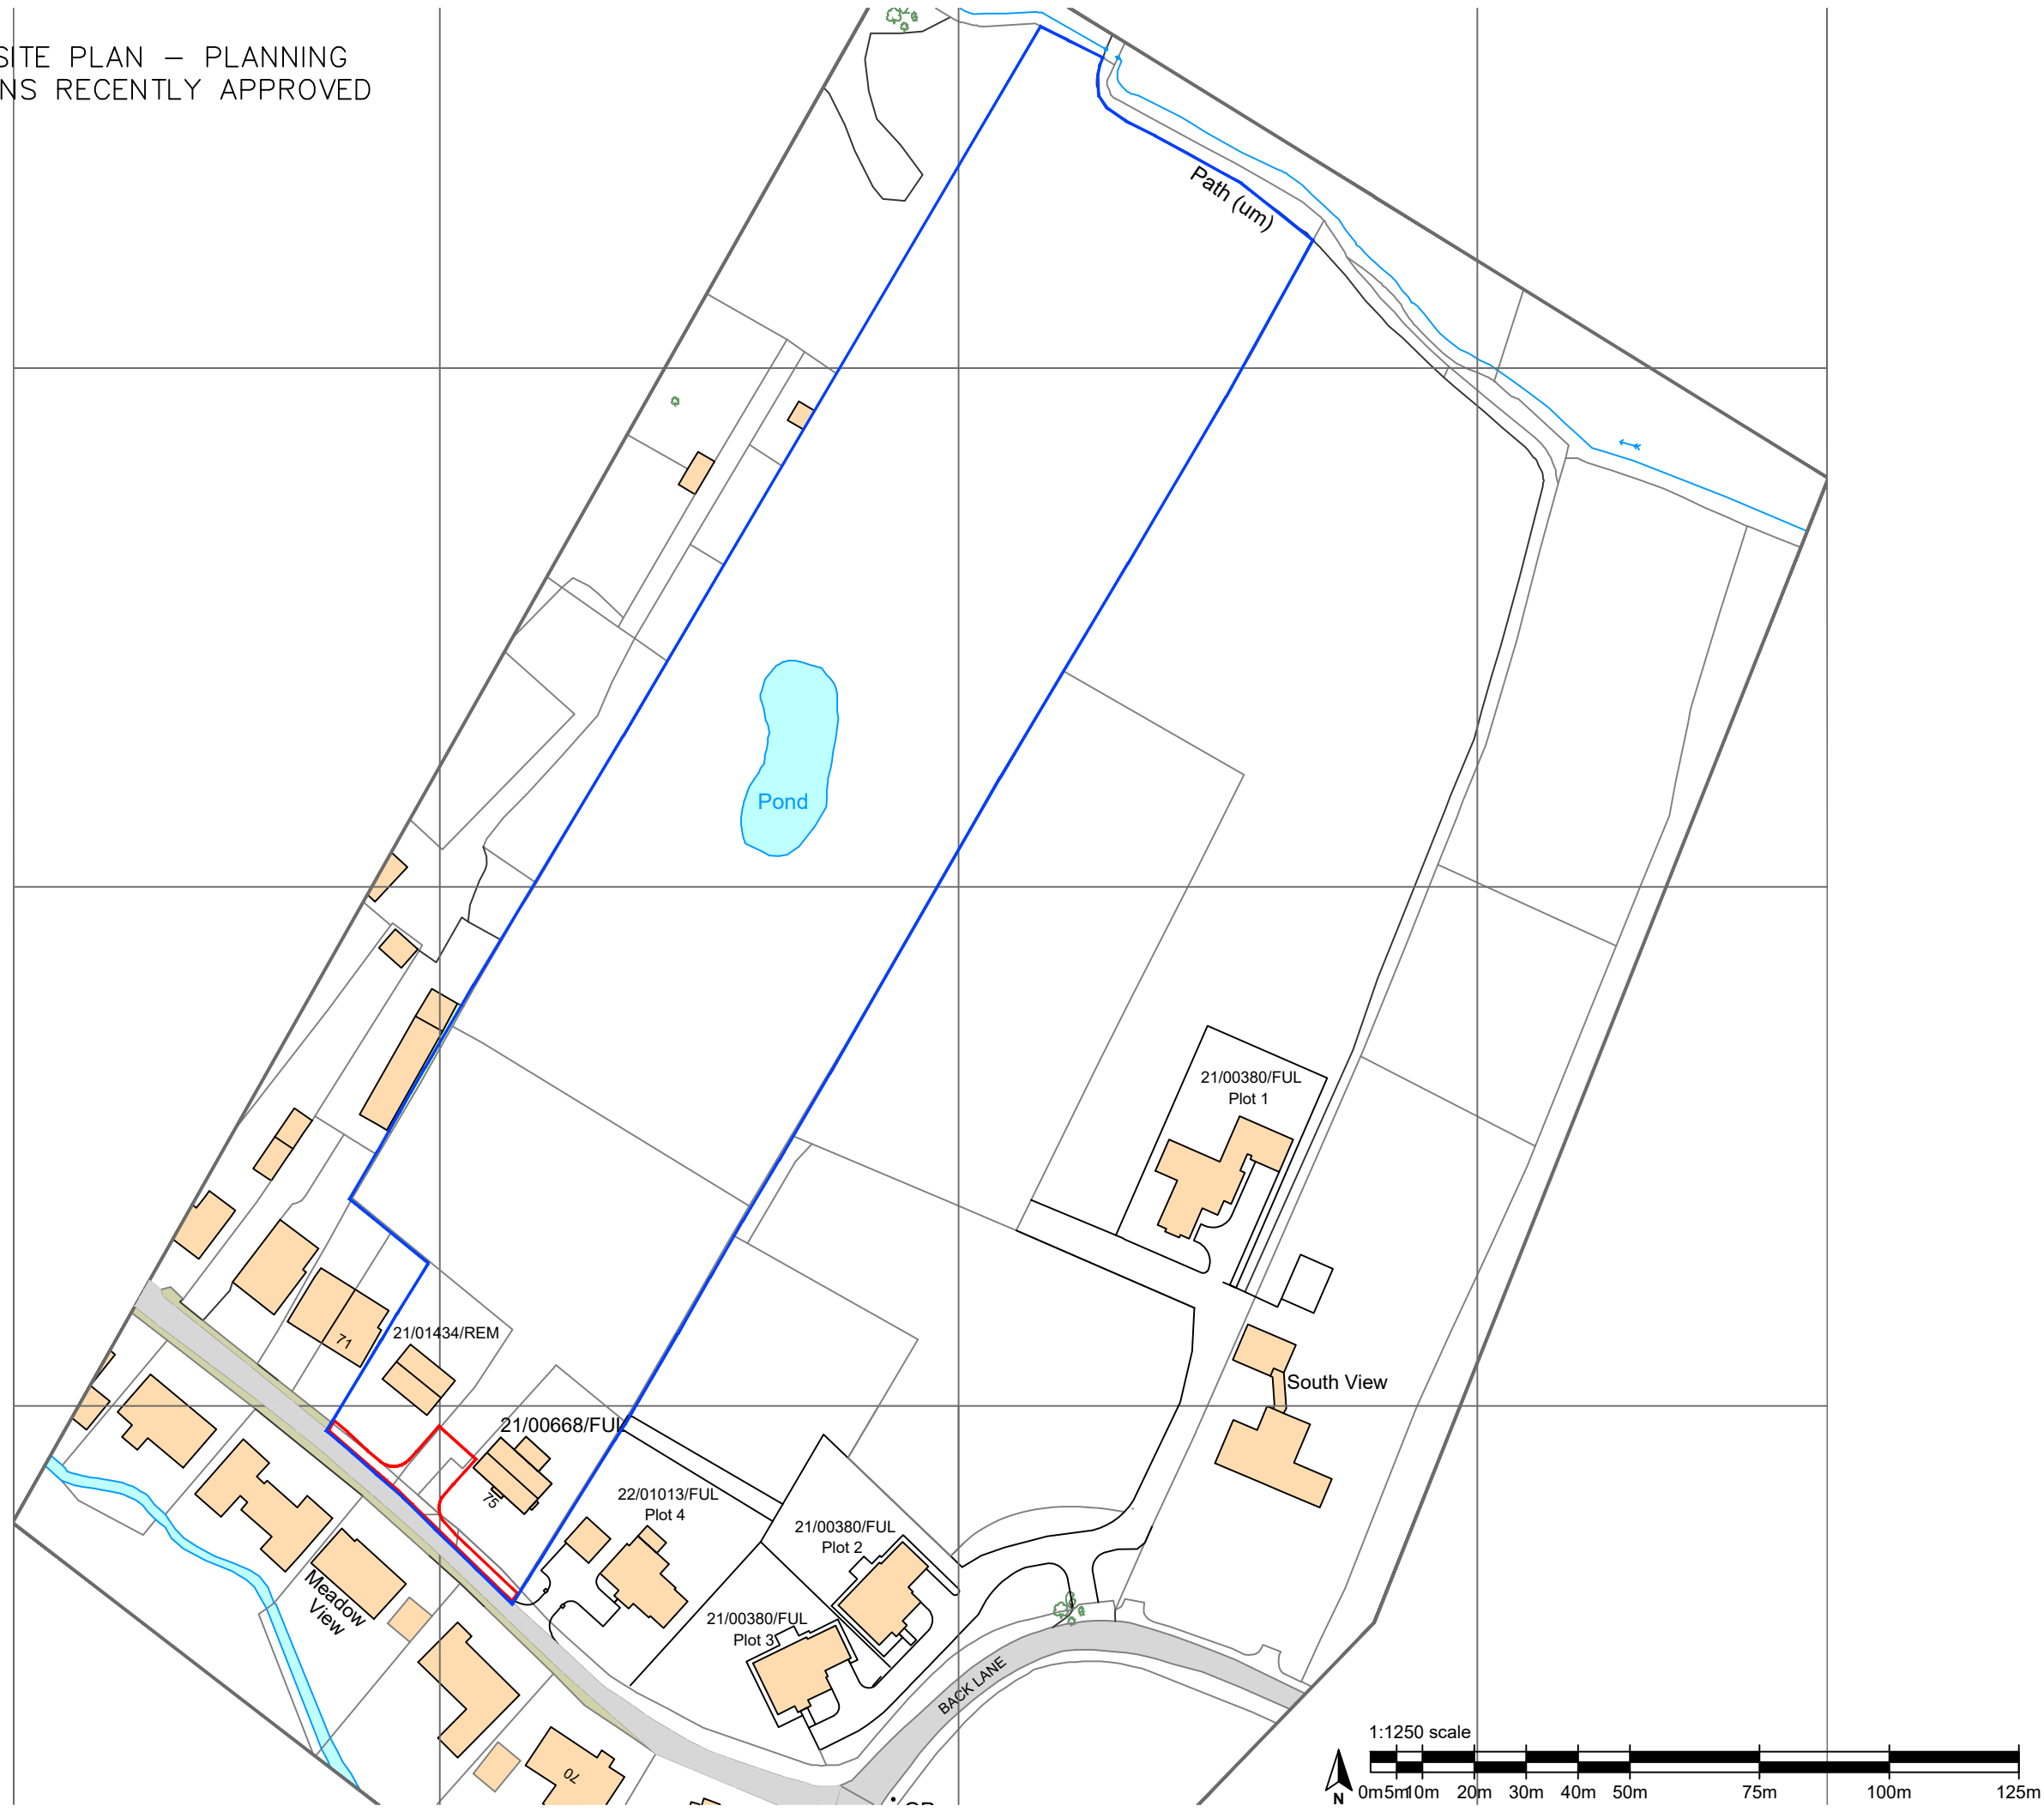 SITE PLAN – PLANNING
NS RECENTLY APPROVED
Path (um)
Pond
21/00380/FUL
Plot 1
71
21/01434/REM
South View
21/00668/FUL
75
22/01013/FUL
Plot 4
21/00380/FUL
Plot 2
Meadow
View
21/00380/FUL
Plot 3
BACK LANE
70
1:1250 scale
N
0m 5m 10m 20m 30m 40m 50m 75m 100m 125m